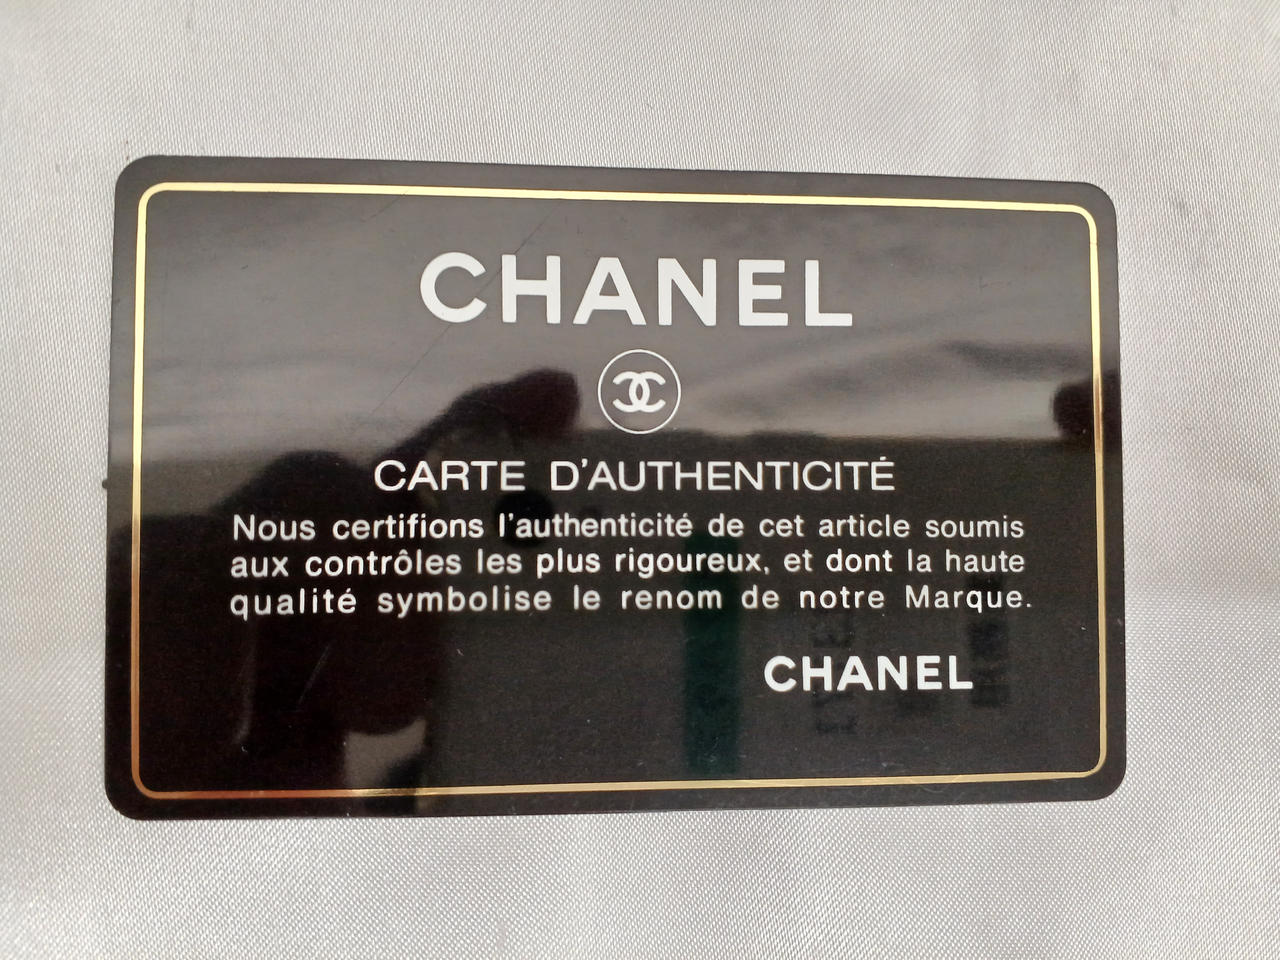 CHANEL
CARTE D'AUTHENTICITÉ
Nous certifions l'authenticité de cet article soumis
aux contrôles les plus rigoureux, et dont la haute
qualité symbolise le renom de notre Marque.
CHANEL